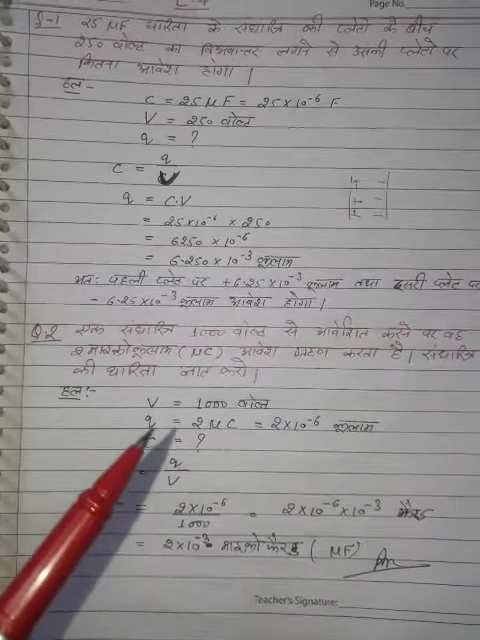 Page No.
Q-1 25 μF धारिता के संधारित्र की प्लेटों के बीच
250 वोल्ट का विभवान्तर लगाने से उसकी प्लेटों पर
कितना आवेश होगा |
हल-
C = 25 μF = 25×10⁻⁶ F
V = 250 वोल्ट
q = ?
C = q/V
q = C.V
= 25×10⁻⁶ × 250
= 6250 × 10⁻⁶
= 6.250 × 10⁻³ कूलाम
अतः पहली प्लेट पर +6.25×10⁻³ कूलाम तथा दूसरी प्लेट पर
- 6.25×10⁻³ कूलाम आवेश होगा |
Q.2 एक संधारित्र 1000 वोल्ट से आवेशित करने पर वह
2 माइक्रो कूलाम (μC) आवेश ग्रहण करता है | संधारित्र
की धारिता ज्ञात करो |
हल:-
V = 1000 वोल्ट
q = 2 μC = 2×10⁻⁶ कूलाम
= ?
q/V
= 2×10⁻⁶/1000 = 2×10⁻⁶×10⁻³ फैरड
= 2×10⁻³ माइक्रो फैरड (μF)
Teacher's Signature: